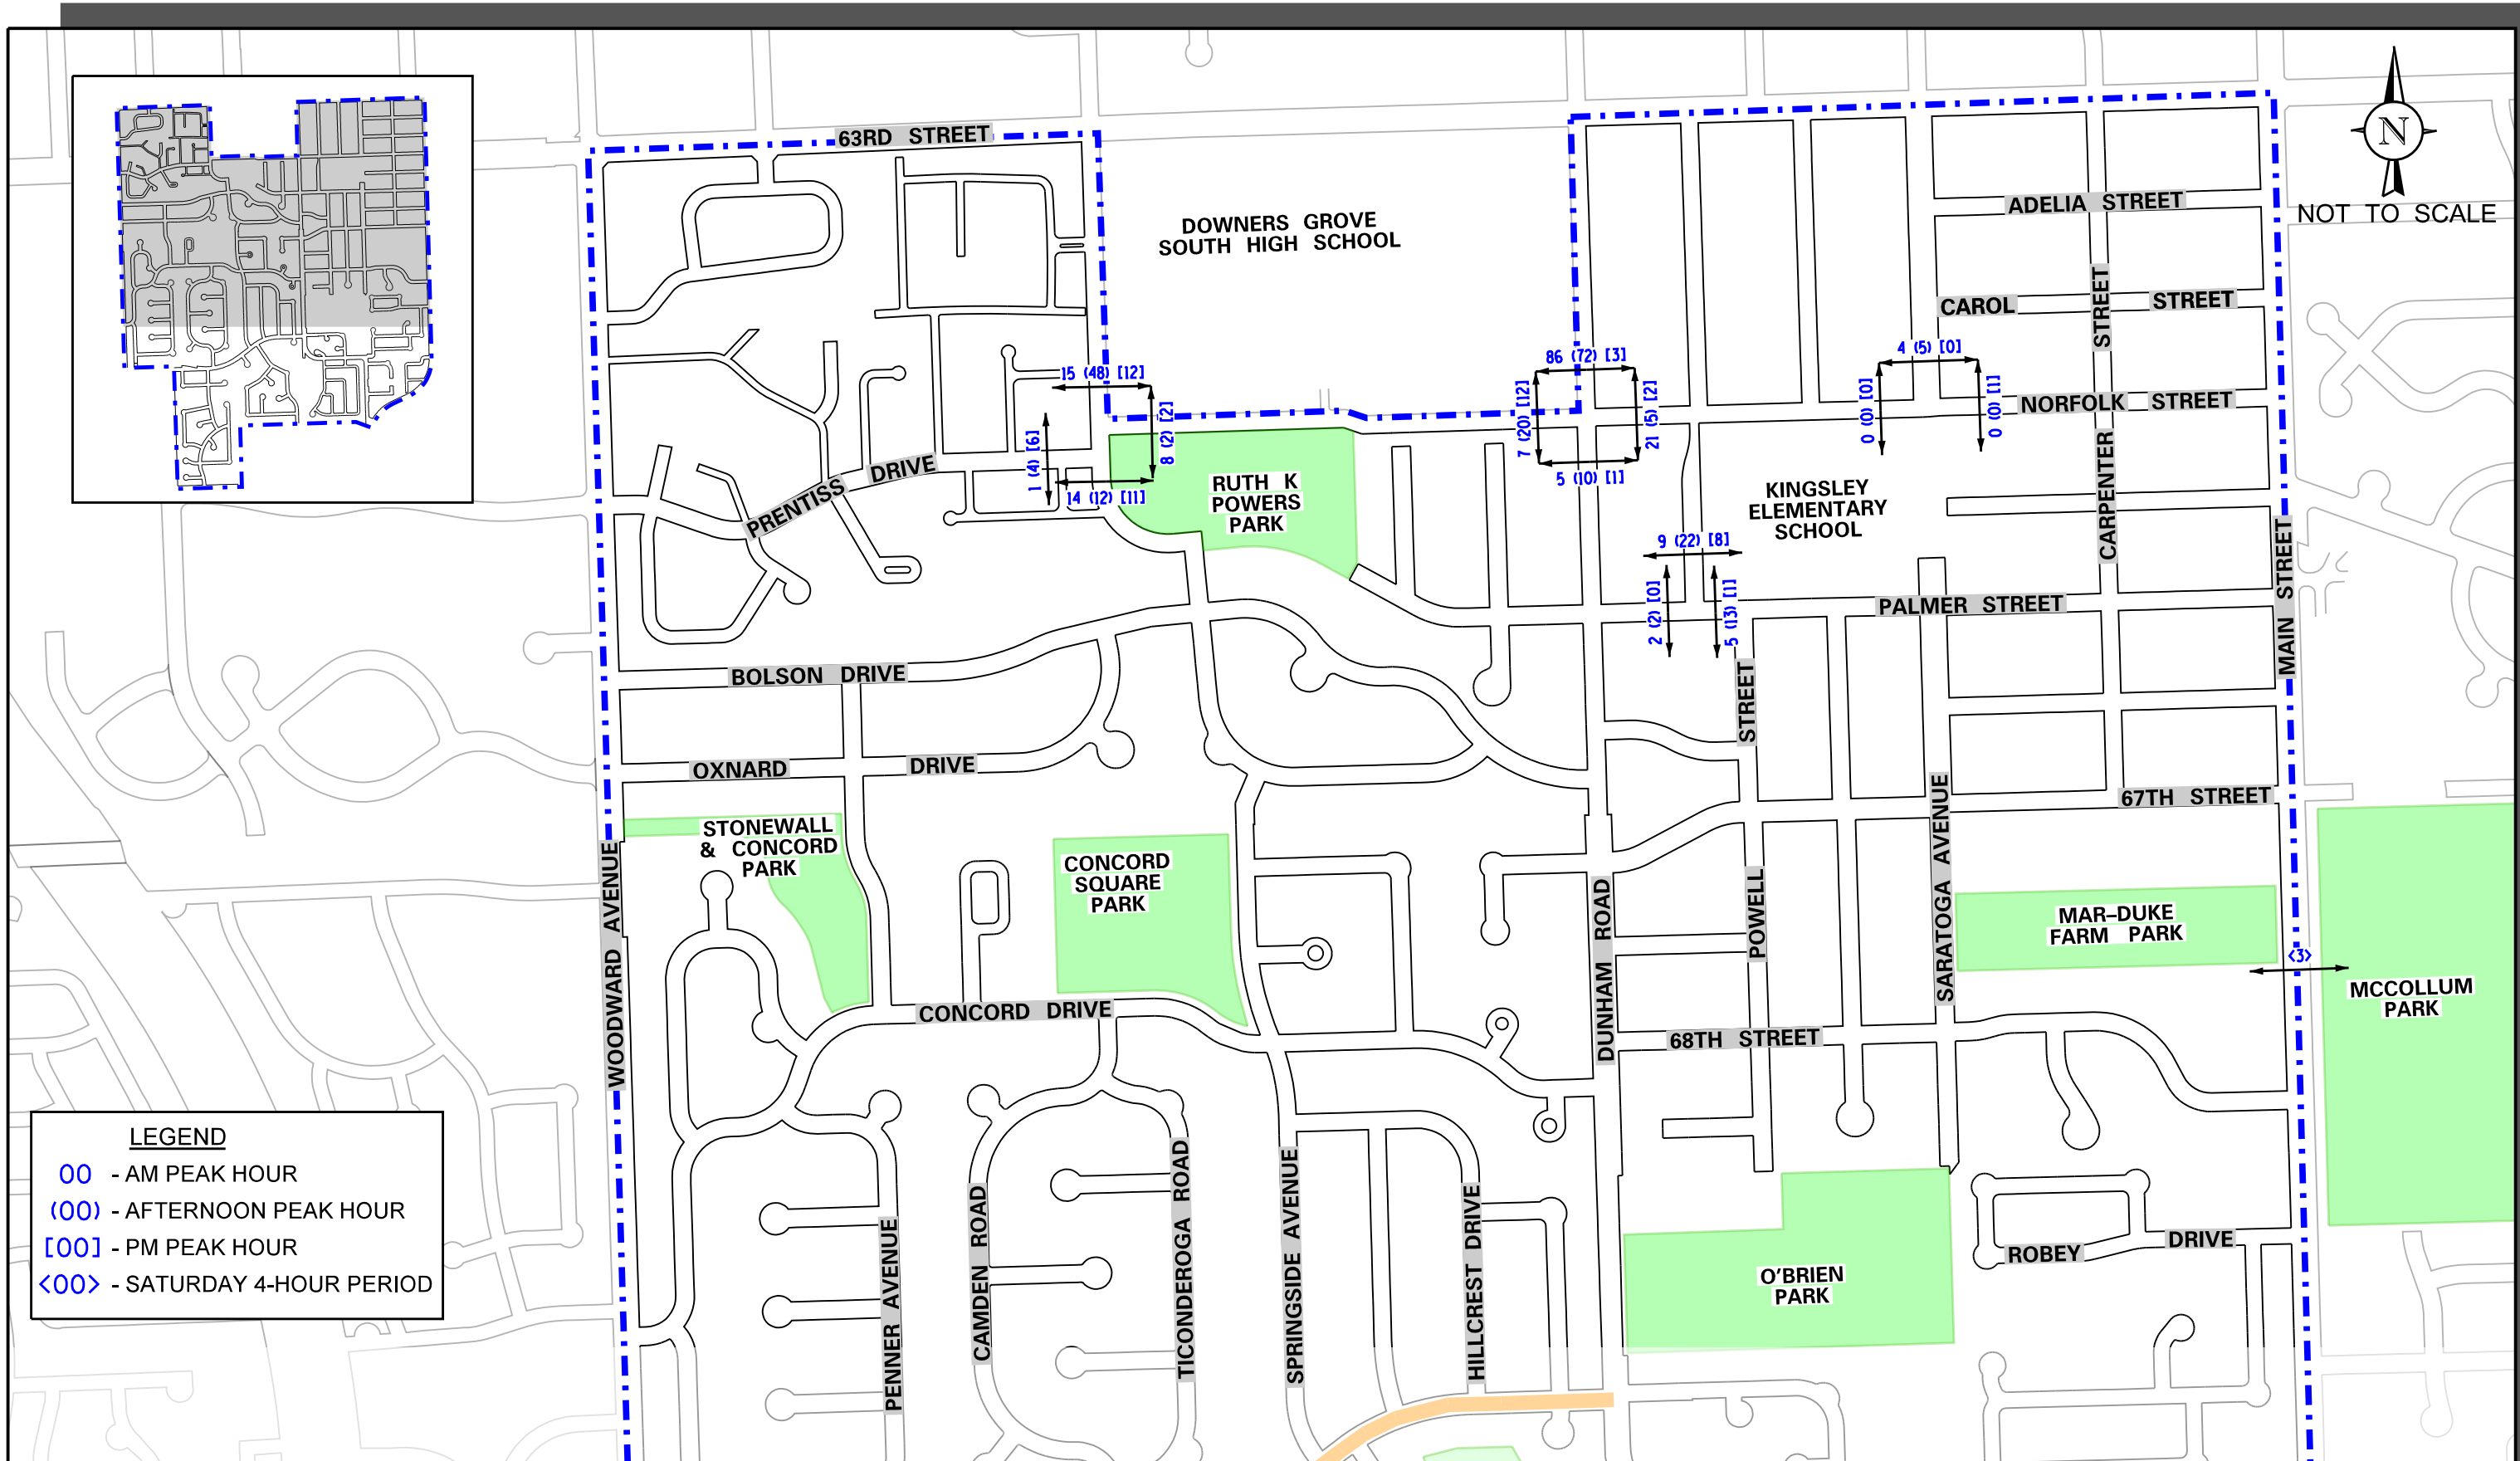 63RD STREET
DOWNERS GROVE
SOUTH HIGH SCHOOL
ADELIA STREET
N
NOT TO SCALE
CAROL STREET
STREET
86 (72) [3]
4 (5) [0]
15 (48) [12]
7 (20) [12]
21 (5) [2]
0 (0) [0]
0 (0) [1]
NORFOLK STREET
1 (4) [6]
8 (2) [2]
14 (12) [11]
5 (10) [1]
PRENTISS DRIVE
RUTH K
POWERS
PARK
KINGSLEY
ELEMENTARY
SCHOOL
CARPENTER
9 (22) [8]
2 (2) [0]
5 (13) [1]
PALMER STREET
MAIN STREET
BOLSON DRIVE
STREET
OXNARD DRIVE
67TH STREET
STONEWALL
& CONCORD
PARK
CONCORD
SQUARE
PARK
WOODWARD AVENUE
DUNHAM ROAD
POWELL
SARATOGA AVENUE
MAR-DUKE
FARM PARK
<3>
MCCOLLUM
PARK
CONCORD DRIVE
68TH STREET
LEGEND
00 - AM PEAK HOUR
(00) - AFTERNOON PEAK HOUR
[00] - PM PEAK HOUR
<00> - SATURDAY 4-HOUR PERIOD
PENNER AVENUE
CAMDEN ROAD
TICONDEROGA ROAD
SPRINGSIDE AVENUE
HILLCREST DRIVE
ROBEY DRIVE
O'BRIEN
PARK